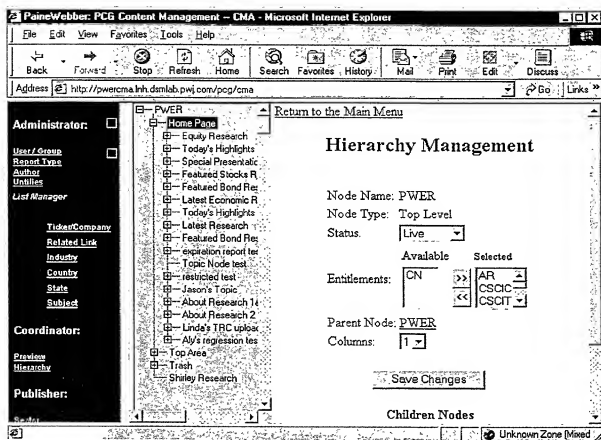 PaineWebber: PCG Content Management -- CMA - Microsoft Internet Explorer
File Edit View Favorites Tools Help
Back Forward Stop Refresh Home Search Favorites History Mail Print Edit Discuss
Address http://pwercma.lnh.dsmlab.pwj.com/pcg/cma Go Links »
Administrator:
User / Group
Report Type
Author
Untilies
List Manager
Ticker/Company
Related Link
Industry
Country
State
Subject
Coordinator:
Preview
Hierarchy
Publisher:
PWER
Home Page
Equity Research
Today's Highlights
Special Presentatic
Featured Stocks R
Featured Bond Res
Latest Economic R
Today's Highlights
Latest Research
Featured Bond Res
expiration report tes
Topic Node test
restricted test
Jason's Topic
About Research 1
About Research 2
Linda's TRC upload
Aly's regression tes
Top Area
Trash
Shirley Research
Return to the Main Menu
Hierarchy Management
Node Name: PWER
Node Type: Top Level
Status. Live
Available Selected
Entitlements: CN >> << AR CSCIC CSCIT
Parent Node: PWER
Columns: 1
Save Changes
Children Nodes
Unknown Zone (Mixed